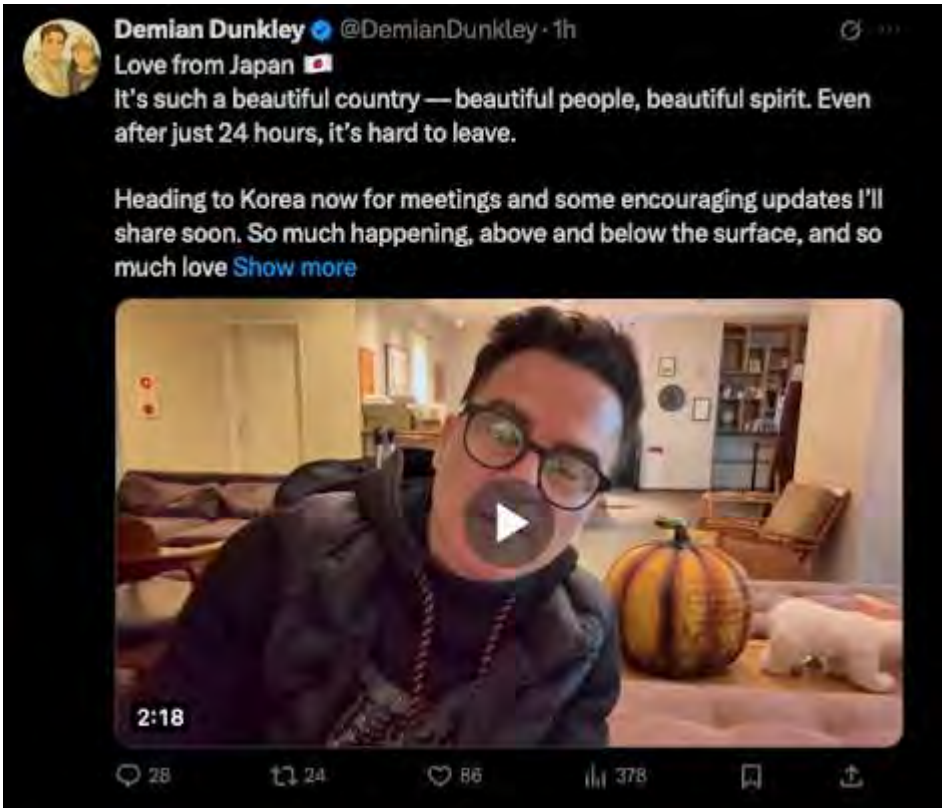 Demian Dunkley @DemianDunkley · 1h
Love from Japan 🇯🇵
It's such a beautiful country — beautiful people, beautiful spirit. Even
after just 24 hours, it's hard to leave.
Heading to Korea now for meetings and some encouraging updates I'll
share soon. So much happening, above and below the surface, and so
much love Show more
2:18
28 24 86 378